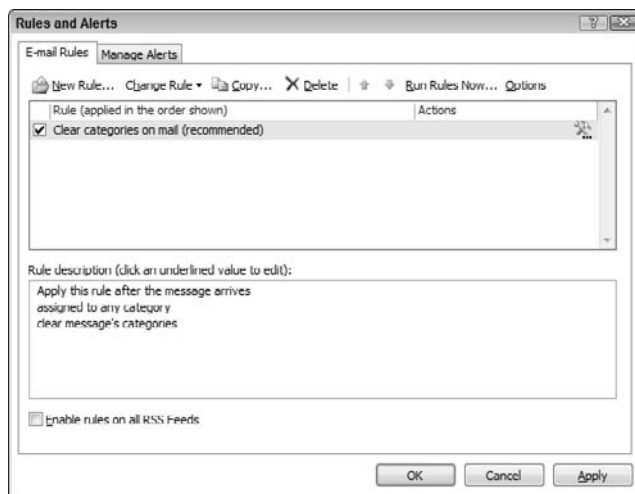 Rules and Alerts
E-mail Rules
Manage Alerts
New Rule... Change Rule Copy... Delete Run Rules Now... Options
Rule (applied in the order shown) Actions
Clear categories on mail (recommended)
Rule description (click an underlined value to edit):
Apply this rule after the message arrives
assigned to any category
clear message's categories
Enable rules on all RSS Feeds
OK Cancel Apply